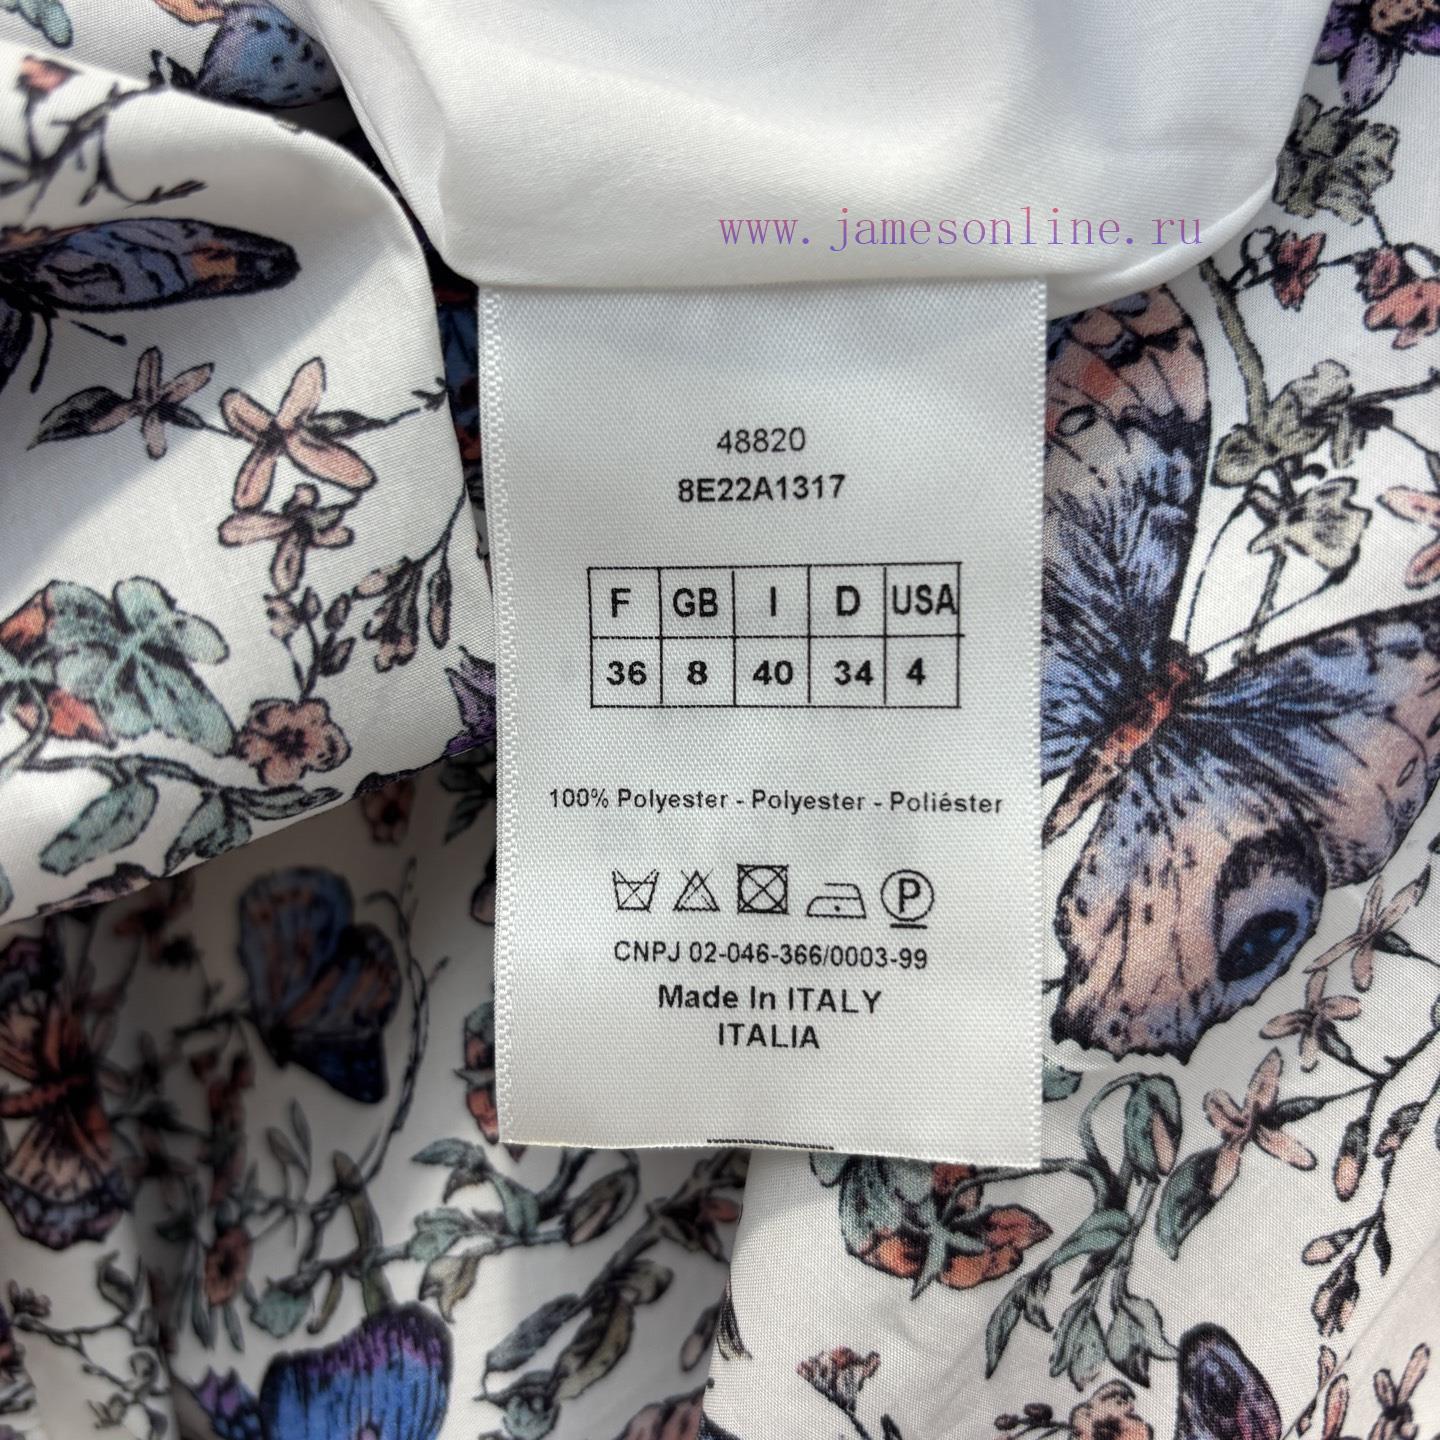 www.jamesonline.ru
48820
8E22A1317
F GB I D USA
36 8 40 34 4
100% Polyester - Polyester - Poliéster
P
CNPJ 02-046-366/0003-99
Made In ITALY
ITALIA